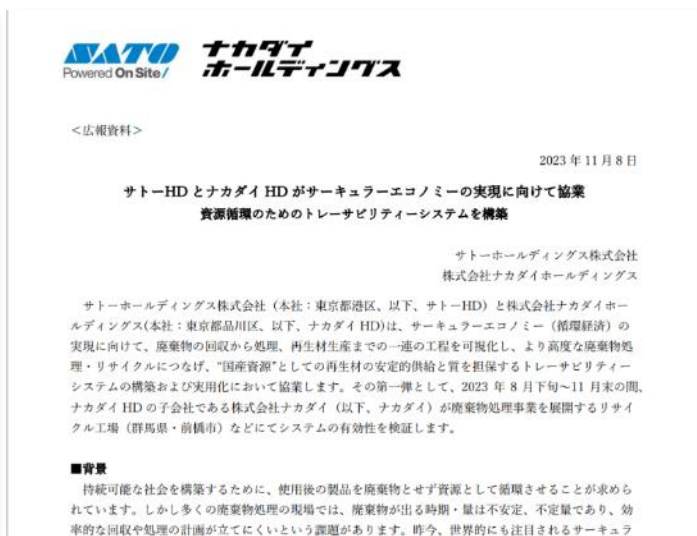 SATO
Powered On Site
ナカダイ
ホールディングス
<広報資料>
2023 年 11 月 8 日
サトーHD とナカダイ HD がサーキュラーエコノミーの実現に向けて協業
資源循環のためのトレーサビリティーシステムを構築
サトーホールディングス株式会社
株式会社ナカダイホールディングス
サトーホールディングス株式会社（本社：東京都港区、以下、サトーHD）と株式会社ナカダイホー
ルディングス(本社：東京都品川区、以下、ナカダイ HD)は、サーキュラーエコノミー（循環経済）の
実現に向けて、廃棄物の回収から処理、再生材生産までの一連の工程を可視化し、より高度な廃棄物処
理・リサイクルにつなげ、“国産資源”としての再生材の安定的供給と質を担保するトレーサビリティー
システムの構築および実用化において協業します。その第一弾として、2023 年 8 月下旬～11 月末の間、
ナカダイ HD の子会社である株式会社ナカダイ（以下、ナカダイ）が廃棄物処理事業を展開するリサイ
クル工場（群馬県・前橋市）などにてシステムの有効性を検証します。
■背景
持続可能な社会を構築するために、使用後の製品を廃棄物とせず資源として循環させることが求めら
れています。しかし多くの廃棄物処理の現場では、廃棄物が出る時期・量は不安定、不定量であり、効
率的な回収や処理の計画が立てにくいという課題があります。昨今、世界的にも注目されるサーキュラ